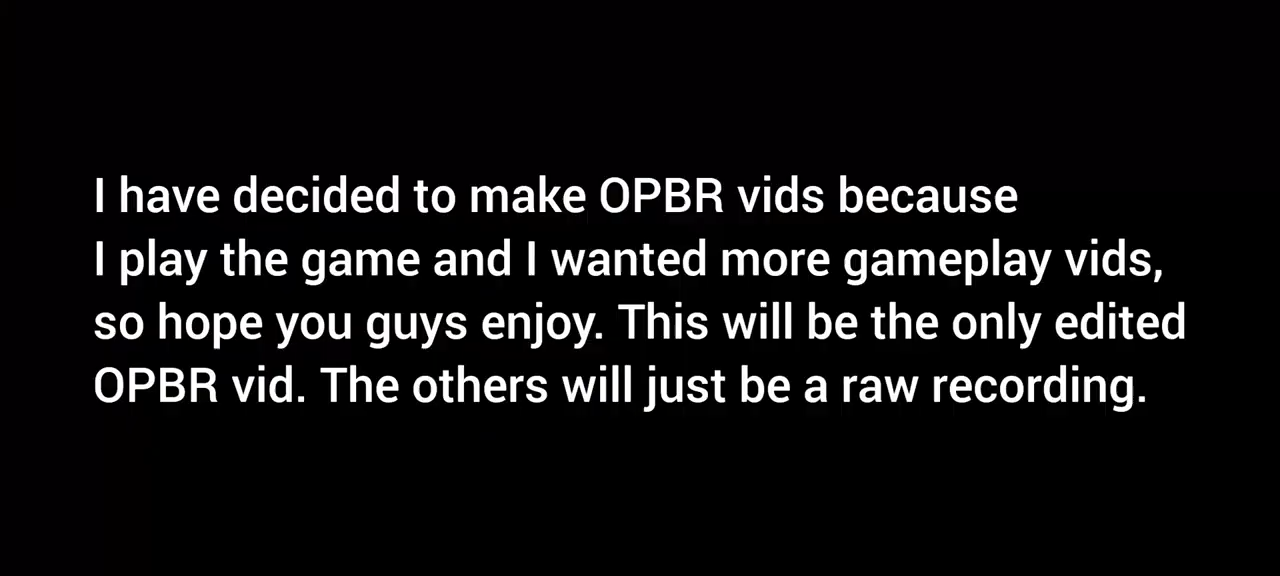 I have decided to make OPBR vids because
I play the game and I wanted more gameplay vids,
so hope you guys enjoy. This will be the only edited
OPBR vid. The others will just be a raw recording.